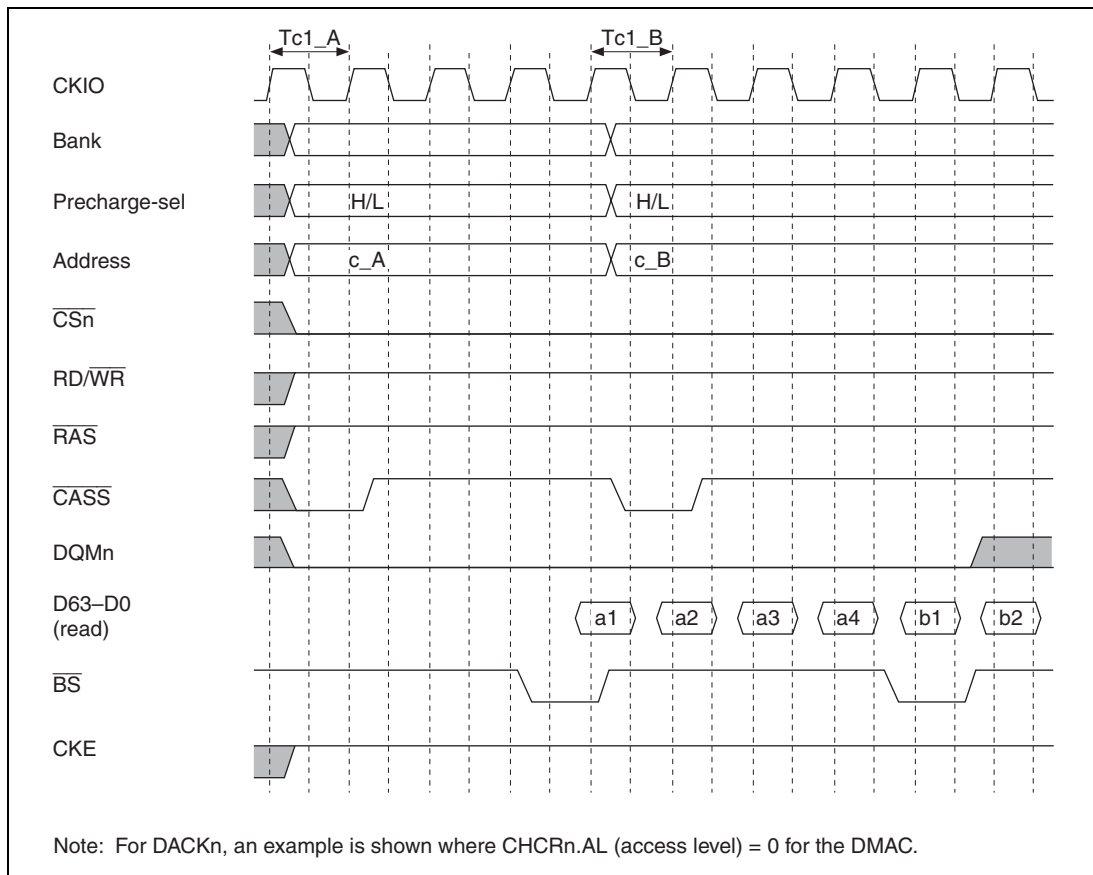 Tc1_A Tc1_B
CKIO
Bank
Precharge-sel H/L H/L
Address c_A c_B
CSn
RD/WR
RAS
CASS
DQMn
D63–D0
(read) a1 a2 a3 a4 b1 b2
BS
CKE
Note: For DACKn, an example is shown where CHCRn.AL (access level) = 0 for the DMAC.